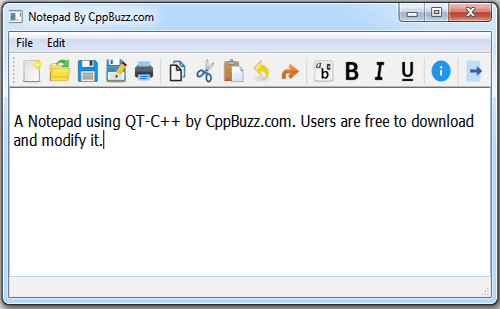 Notepad By CppBuzz.com
File Edit
abc B I U i
A Notepad using QT-C++ by CppBuzz.com. Users are free to download
and modify it.